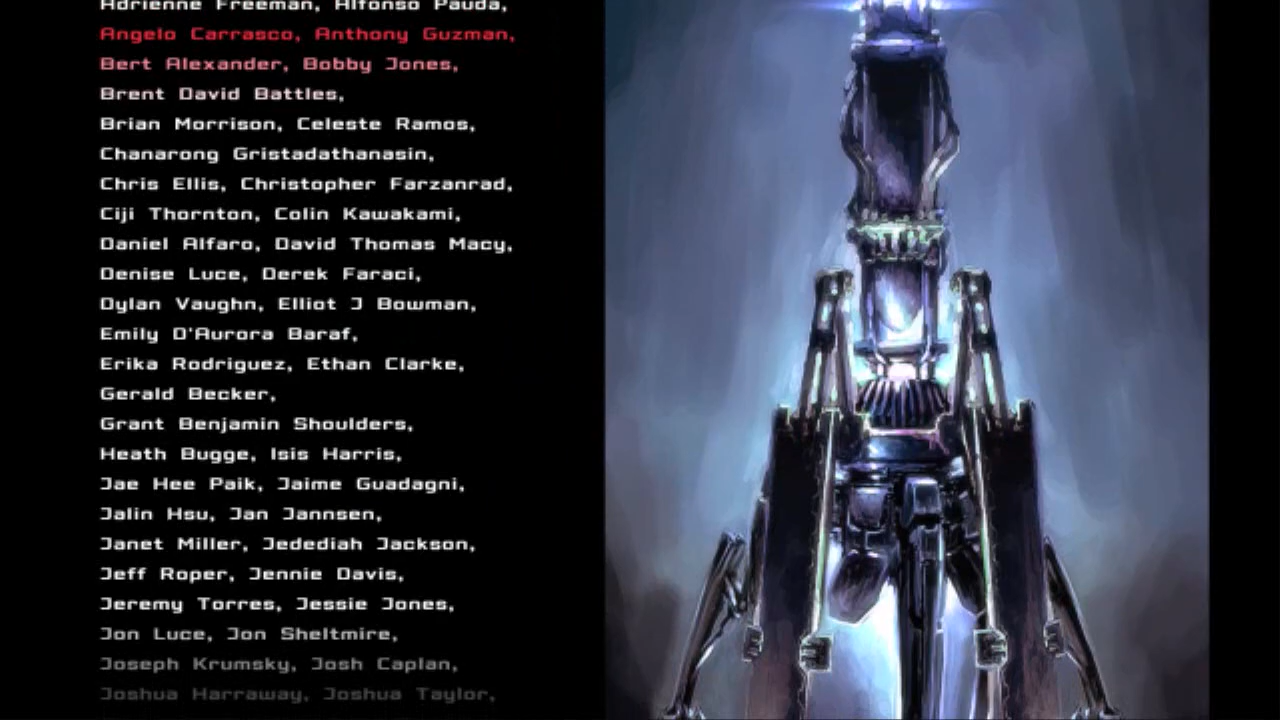 Adrienne Freeman, Alfonso Pauda,
Angelo Carrasco, Anthony Guzman,
Bert Alexander, Bobby Jones,
Brent David Battles,
Brian Morrison, Celeste Ramos,
Chanarong Gristadathanasin,
Chris Ellis, Christopher Farzanrad,
Ciji Thornton, Colin Kawakami,
Daniel Alfaro, David Thomas Macy,
Denise Luce, Derek Faraci,
Dylan Vaughn, Elliot J Bowman,
Emily D'Aurora Baraf,
Erika Rodriguez, Ethan Clarke,
Gerald Becker,
Grant Benjamin Shoulders,
Heath Bugge, Isis Harris,
Jae Hee Paik, Jaime Guadagni,
Jalin Hsu, Jan Jannsen,
Janet Miller, Jedediah Jackson,
Jeff Roper, Jennie Davis,
Jeremy Torres, Jessie Jones,
Jon Luce, Jon Sheltmire,
Joseph Krumsky, Josh Caplan,
Joshua Harraway, Joshua Taylor,